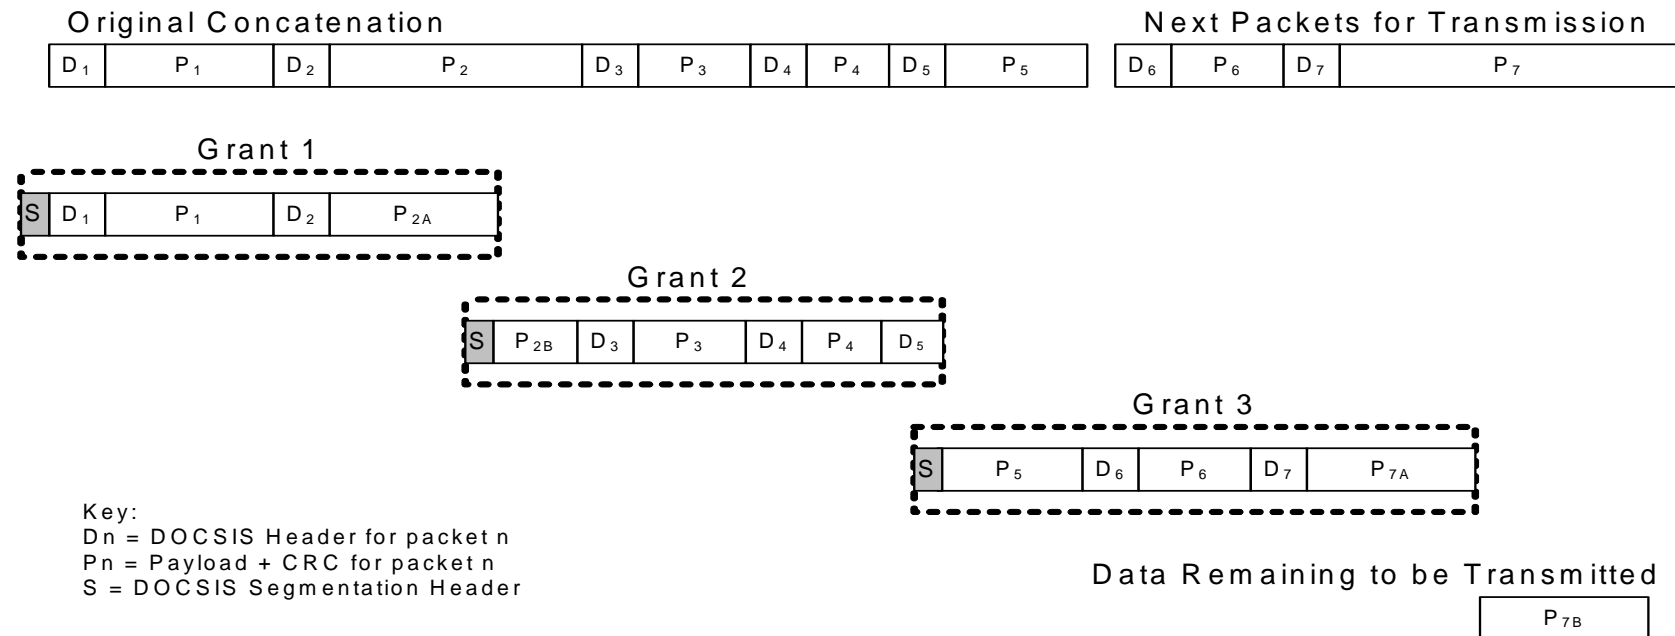 Original Concatenation
Next Packets for Transmission
D1 P1 D2 P2 D3 P3 D4 P4 D5 P5 D6 P6 D7 P7
Grant 1
S D1 P1 D2 P2A
Grant 2
S P2B D3 P3 D4 P4 D5
Grant 3
S P5 D6 P6 D7 P7A
Key:
Dn = DOCSIS Header for packet n
Pn = Payload + CRC for packet n
S = DOCSIS Segmentation Header
Data Remaining to be Transmitted
P7B